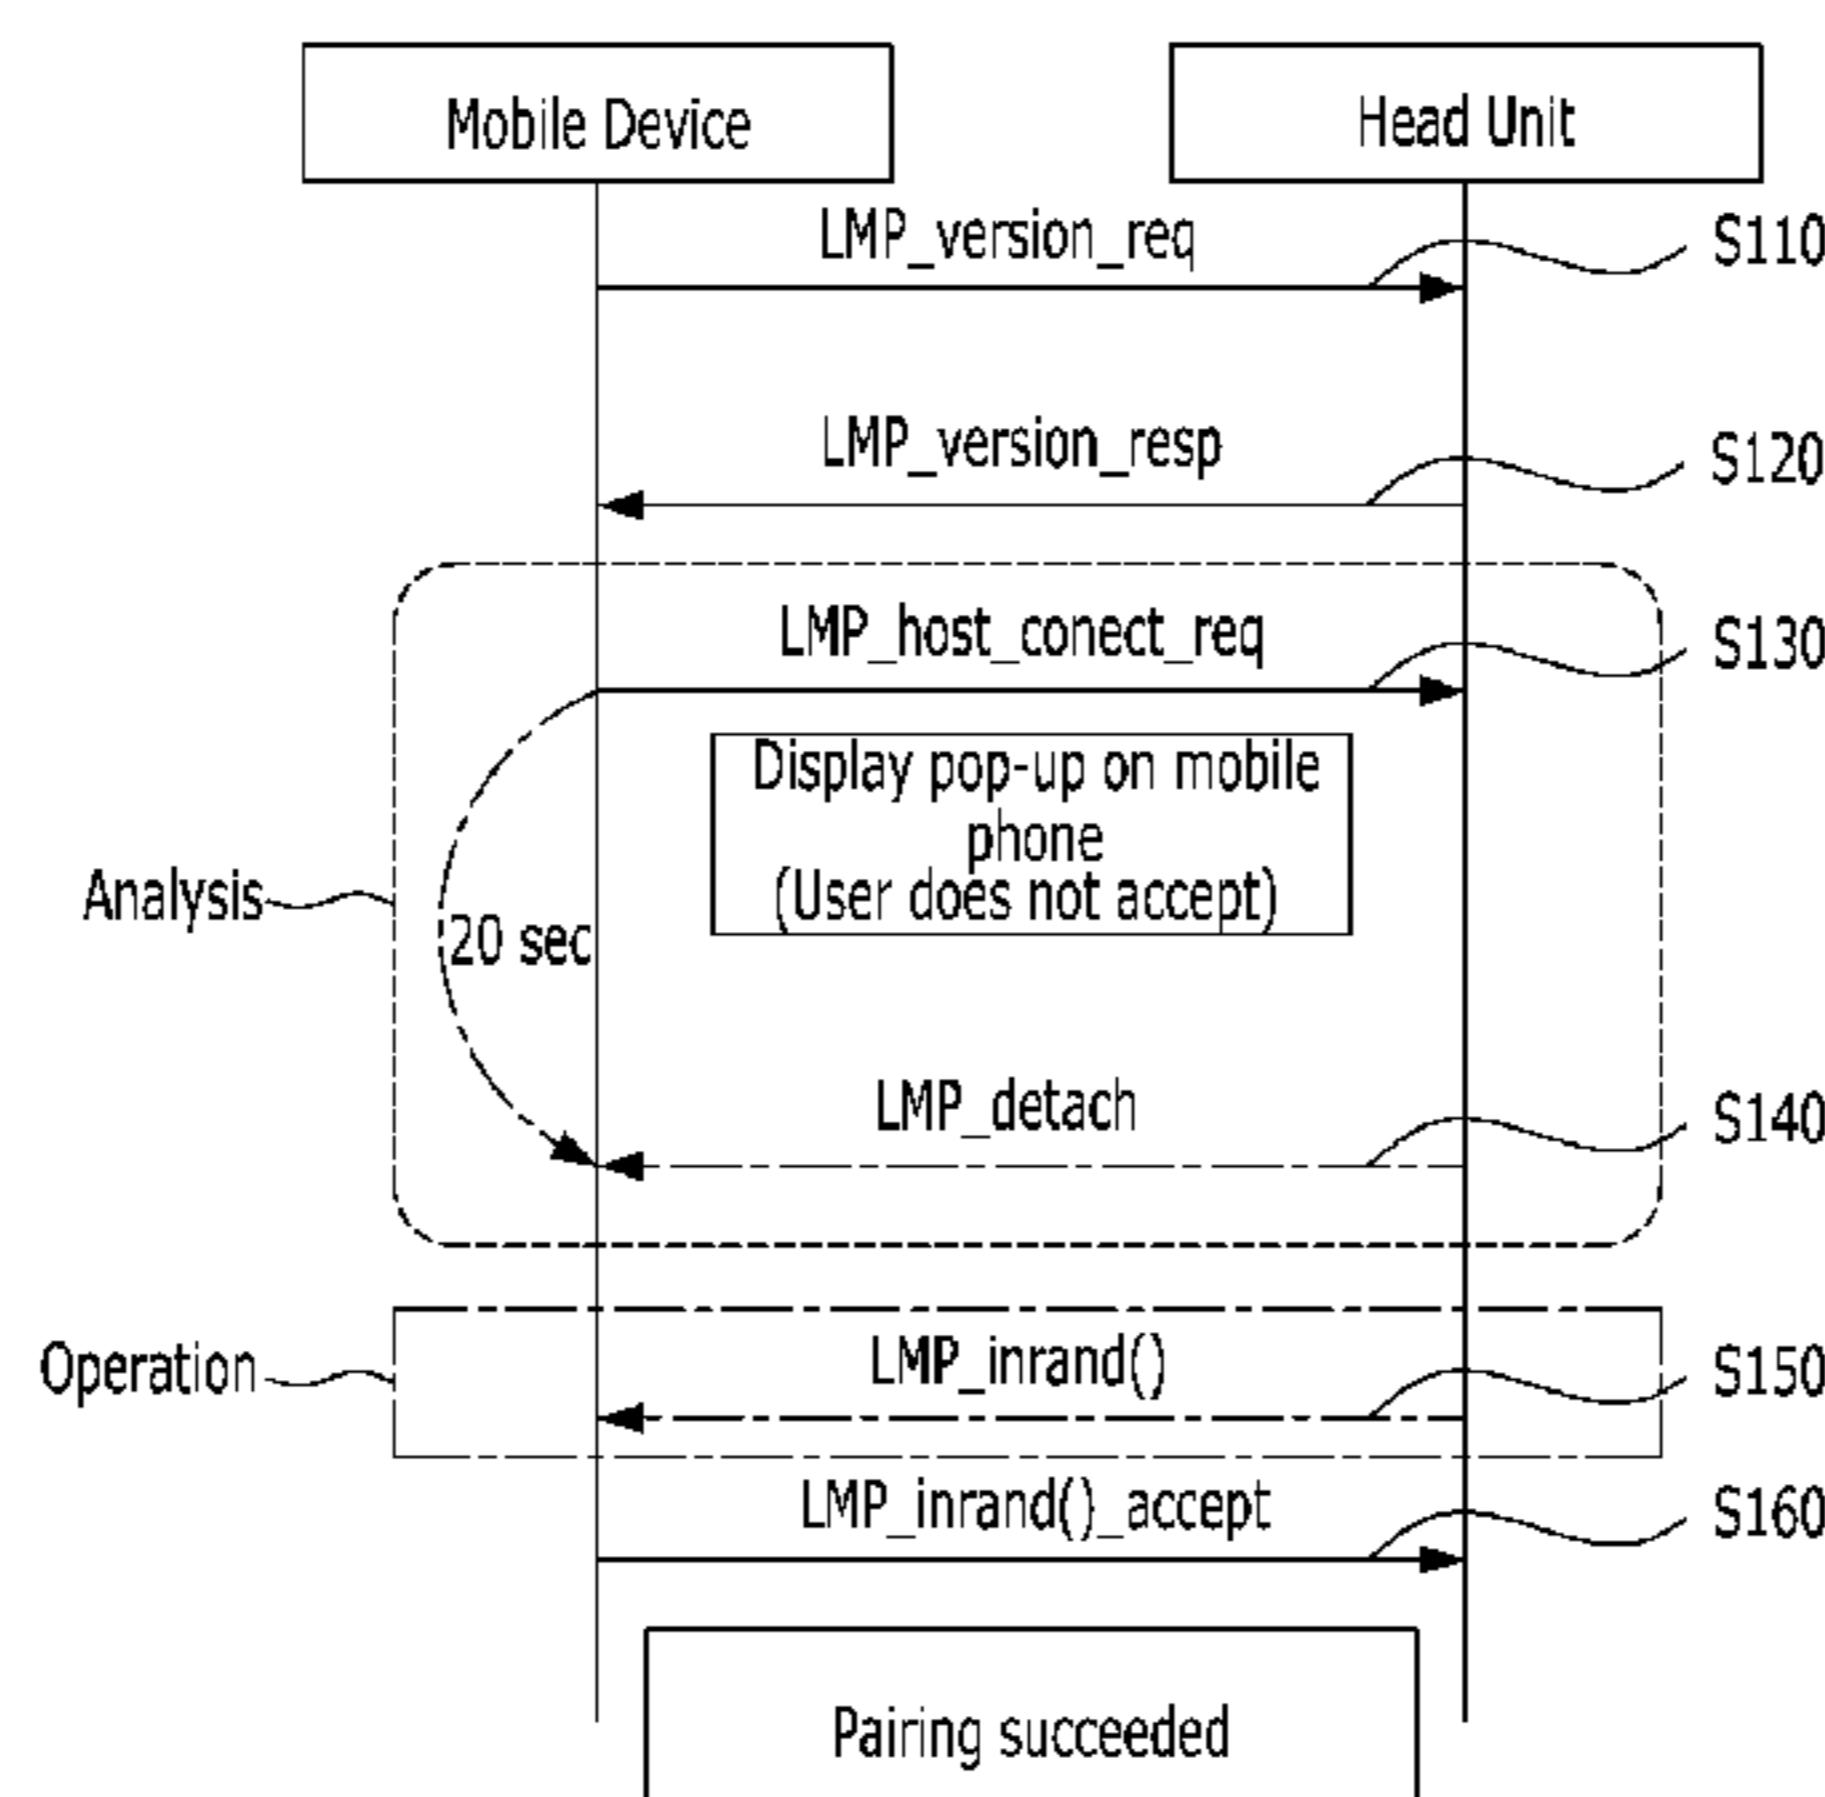 Mobile Device
Head Unit
LMP_version_req
S110
LMP_version_resp
S120
LMP_host_conect_req
S130
Display pop-up on mobile
phone
(User does not accept)
Analysis
20 sec
LMP_detach
S140
LMP_inrand()
S150
Operation
LMP_inrand()_accept
S160
Pairing succeeded